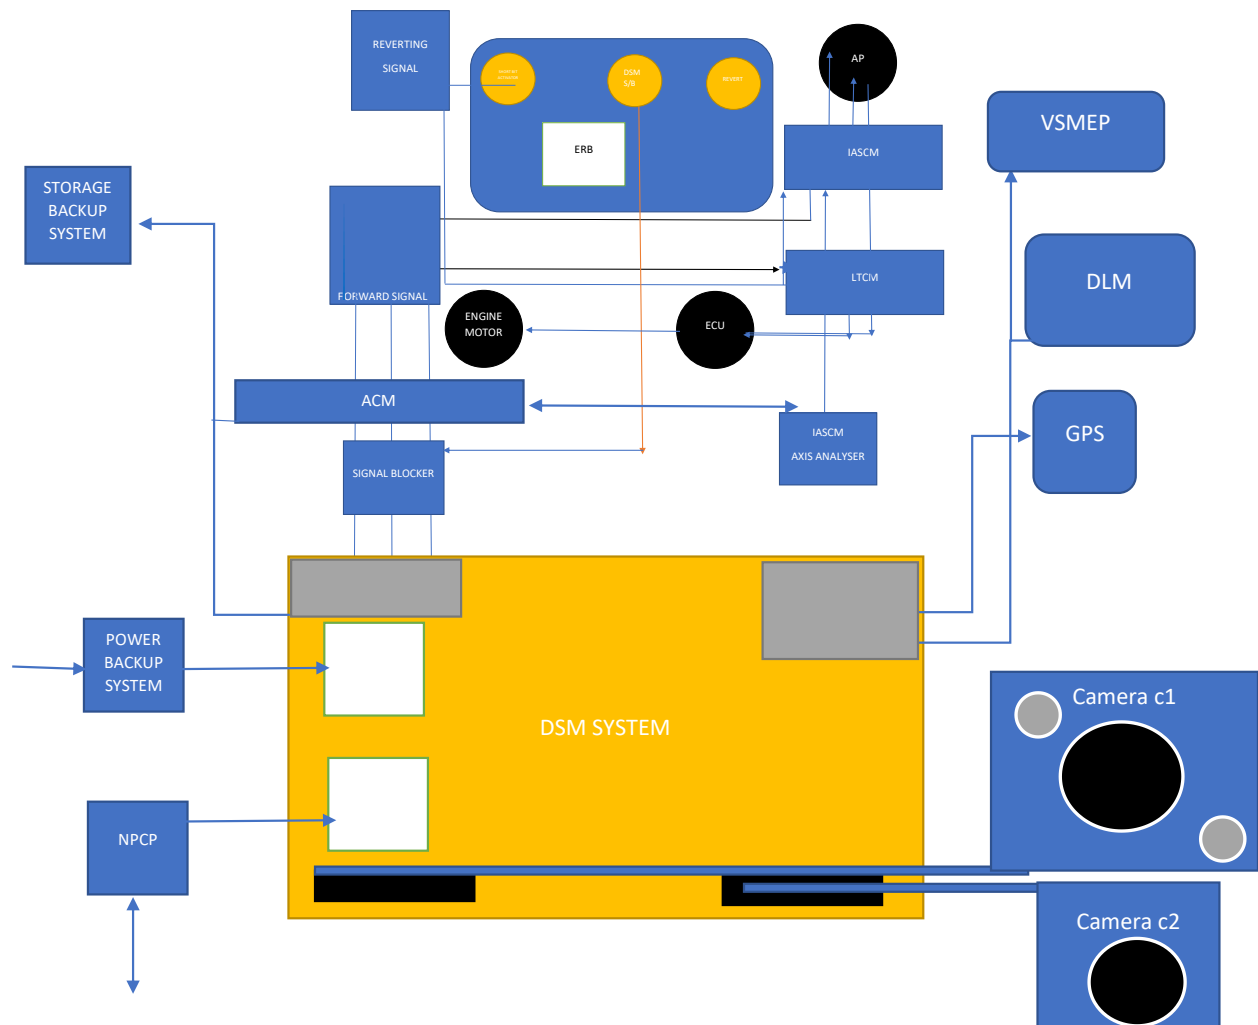 REVERTING
SIGNAL
DSM
S/B
REVERT
ERB
AP
IASCM
VSMEP
STORAGE
BACKUP
SYSTEM
FORWARD SIGNAL
LTCM
DLM
ENGINE
MOTOR
ECU
ACM
IASCM
AXIS ANALYSER
GPS
SIGNAL BLOCKER
POWER
BACKUP
SYSTEM
DSM SYSTEM
Camera c1
NPCP
Camera c2